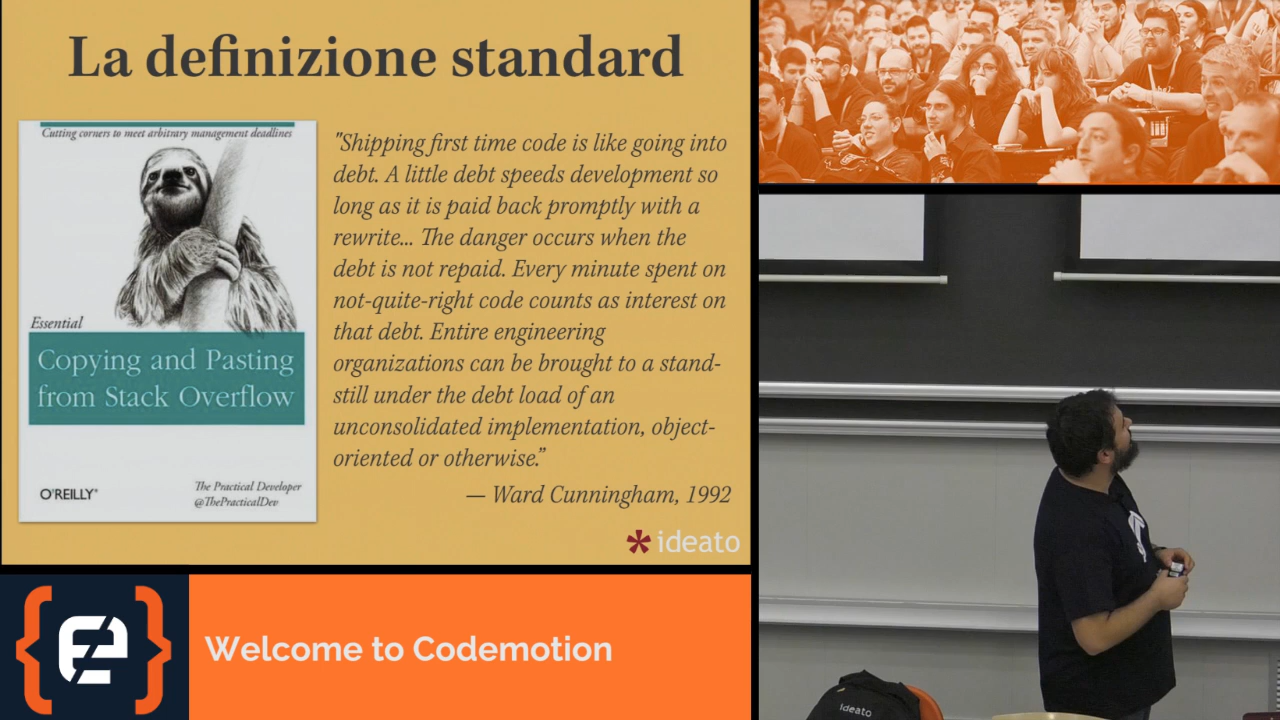 La definizione standard
Cutting corners to meet arbitrary management deadlines
Essential
Copying and Pasting
from Stack Overflow
O'REILLY®
The Practical Developer
@ThePracticalDev
"Shipping first time code is like going into
debt. A little debt speeds development so
long as it is paid back promptly with a
rewrite... The danger occurs when the
debt is not repaid. Every minute spent on
not-quite-right code counts as interest on
that debt. Entire engineering
organizations can be brought to a stand-
still under the debt load of an
unconsolidated implementation, object-
oriented or otherwise.”
— Ward Cunningham, 1992
ideato
Welcome to Codemotion
ideato